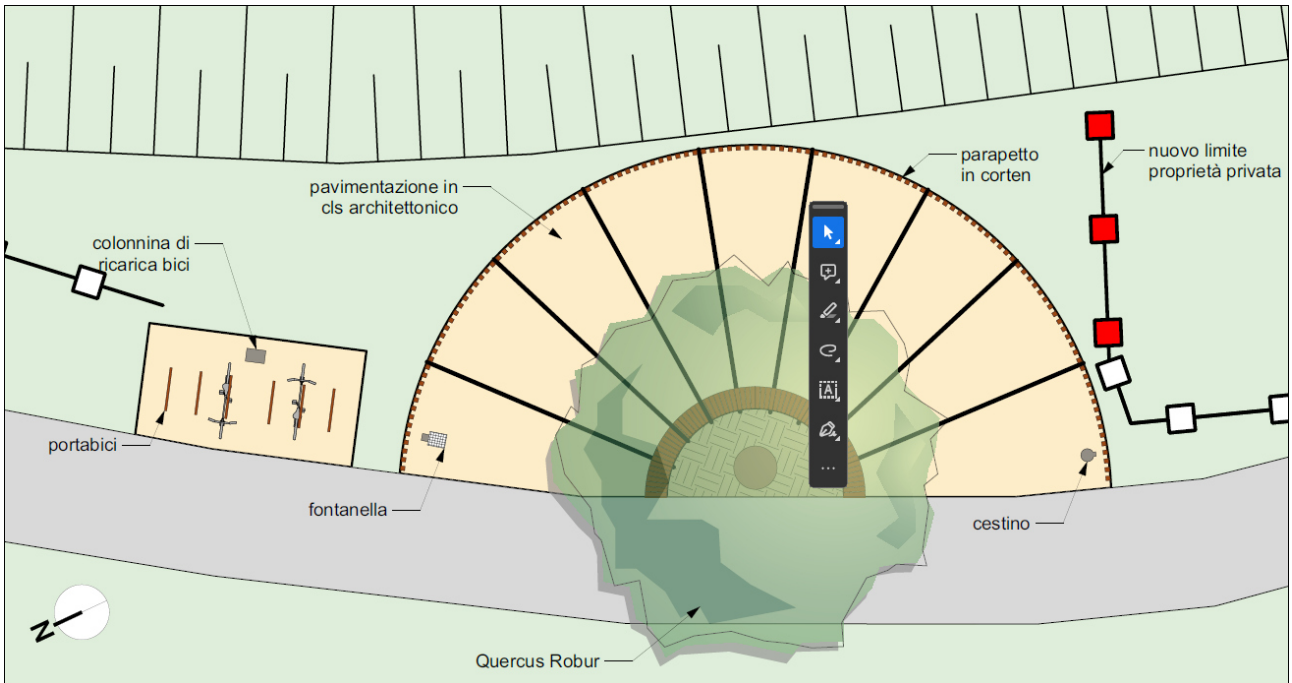 parapetto
in corten
nuovo limite
proprietà privata
pavimentazione in
cls architettonico
colonnina di
ricarica bici
portabici
fontanella
cestino
N
Quercus Robur
A